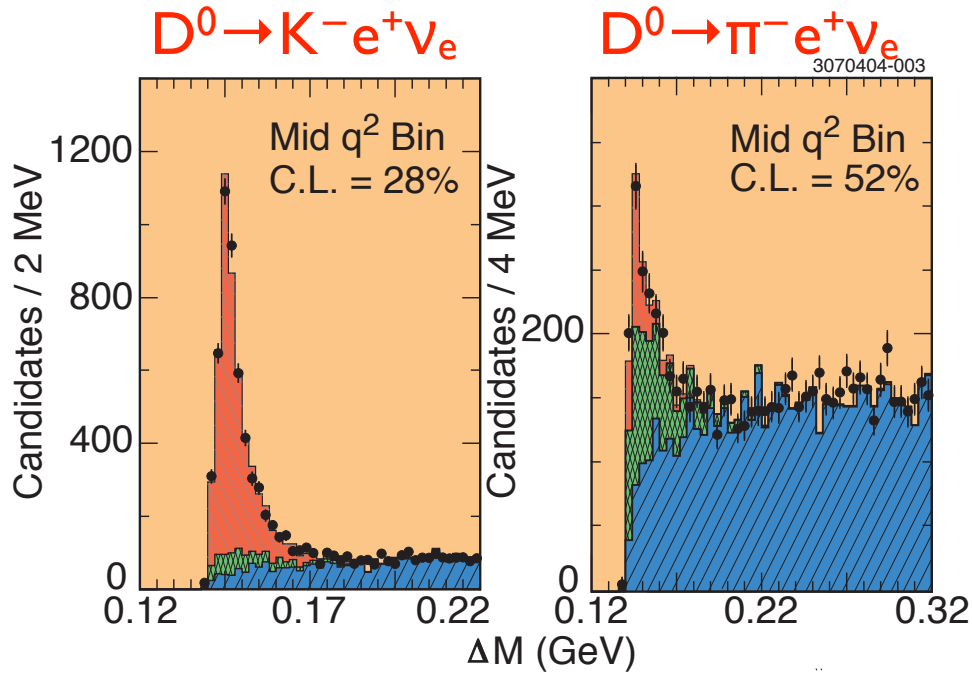 D⁰→K⁻e⁺νₑ
D⁰→π⁻e⁺νₑ
3070404-003
Candidates / 2 MeV
1200
800
400
0
Mid q² Bin
C.L. = 28%
0.12
0.17
0.22
Candidates / 4 MeV
200
0
Mid q² Bin
C.L. = 52%
0.12
0.22
0.32
ΔM (GeV)